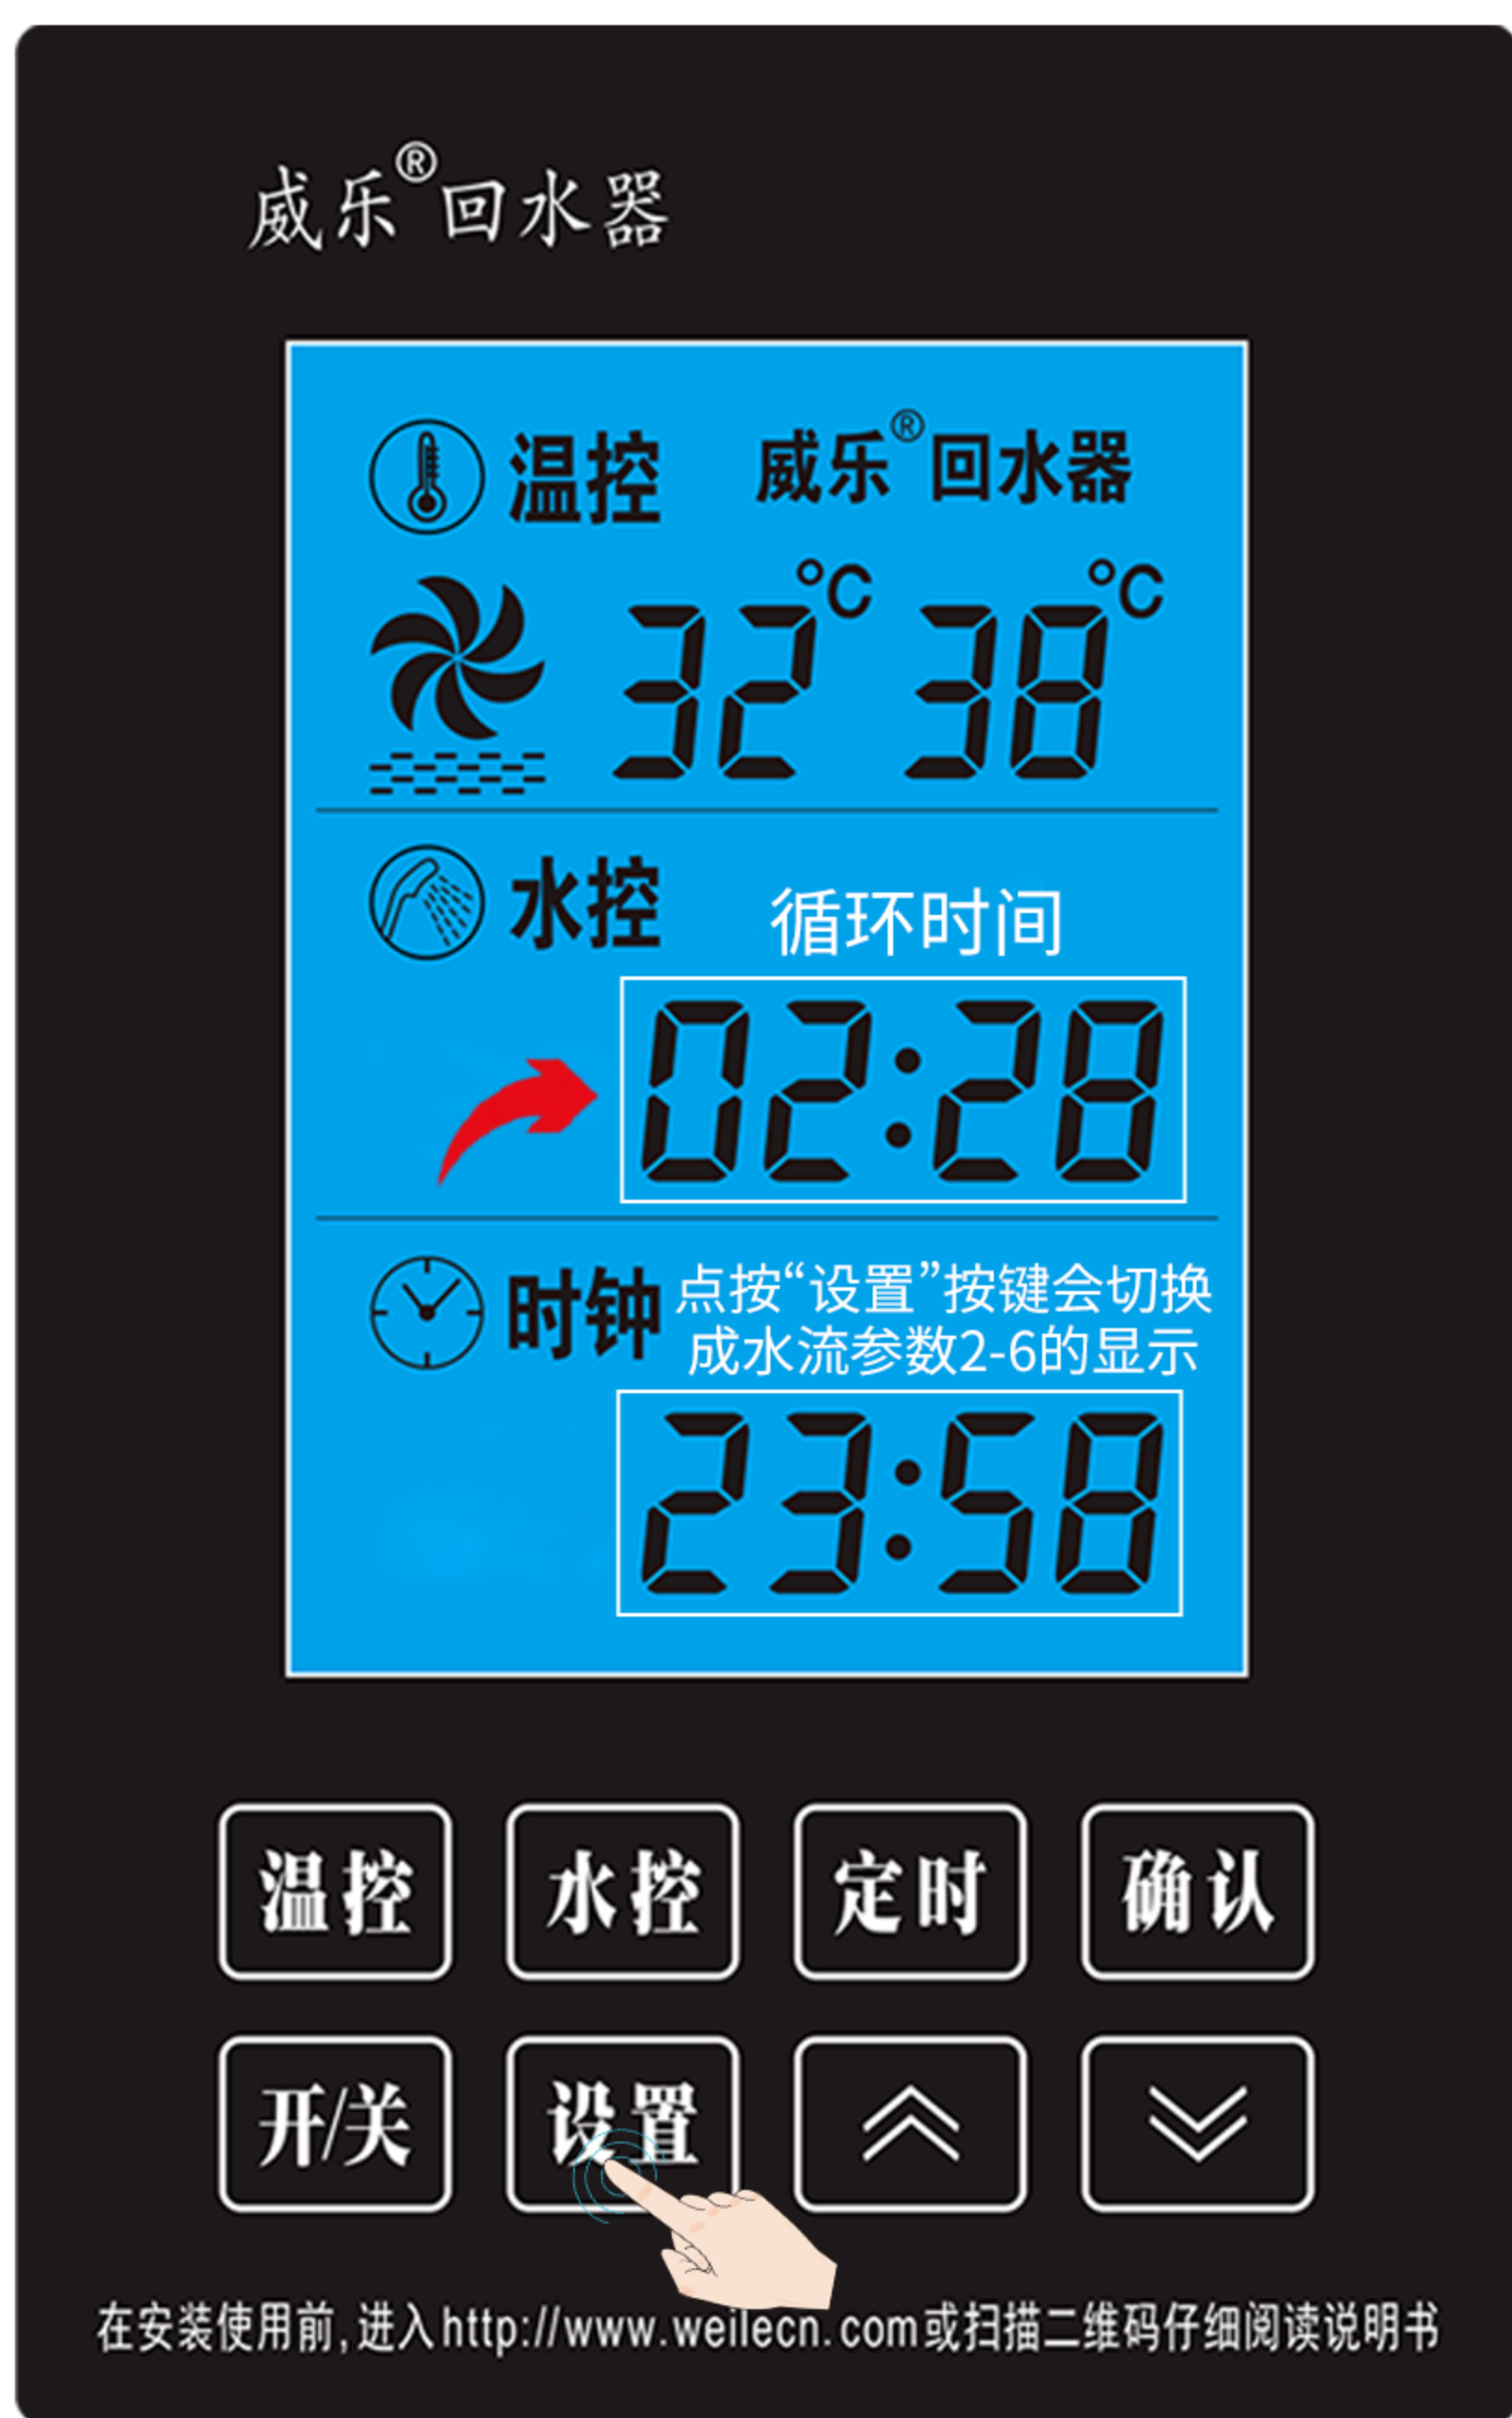 威乐®回水器
温控 威乐®回水器
32℃ 38℃
水控 循环时间
02:28
时钟 点按“设置”按键会切换
成水流参数2-6的显示
23:58
温控 水控 定时 确认
开/关 设置
在安装使用前,进入http://www.weilecn.com或扫描二维码仔细阅读说明书